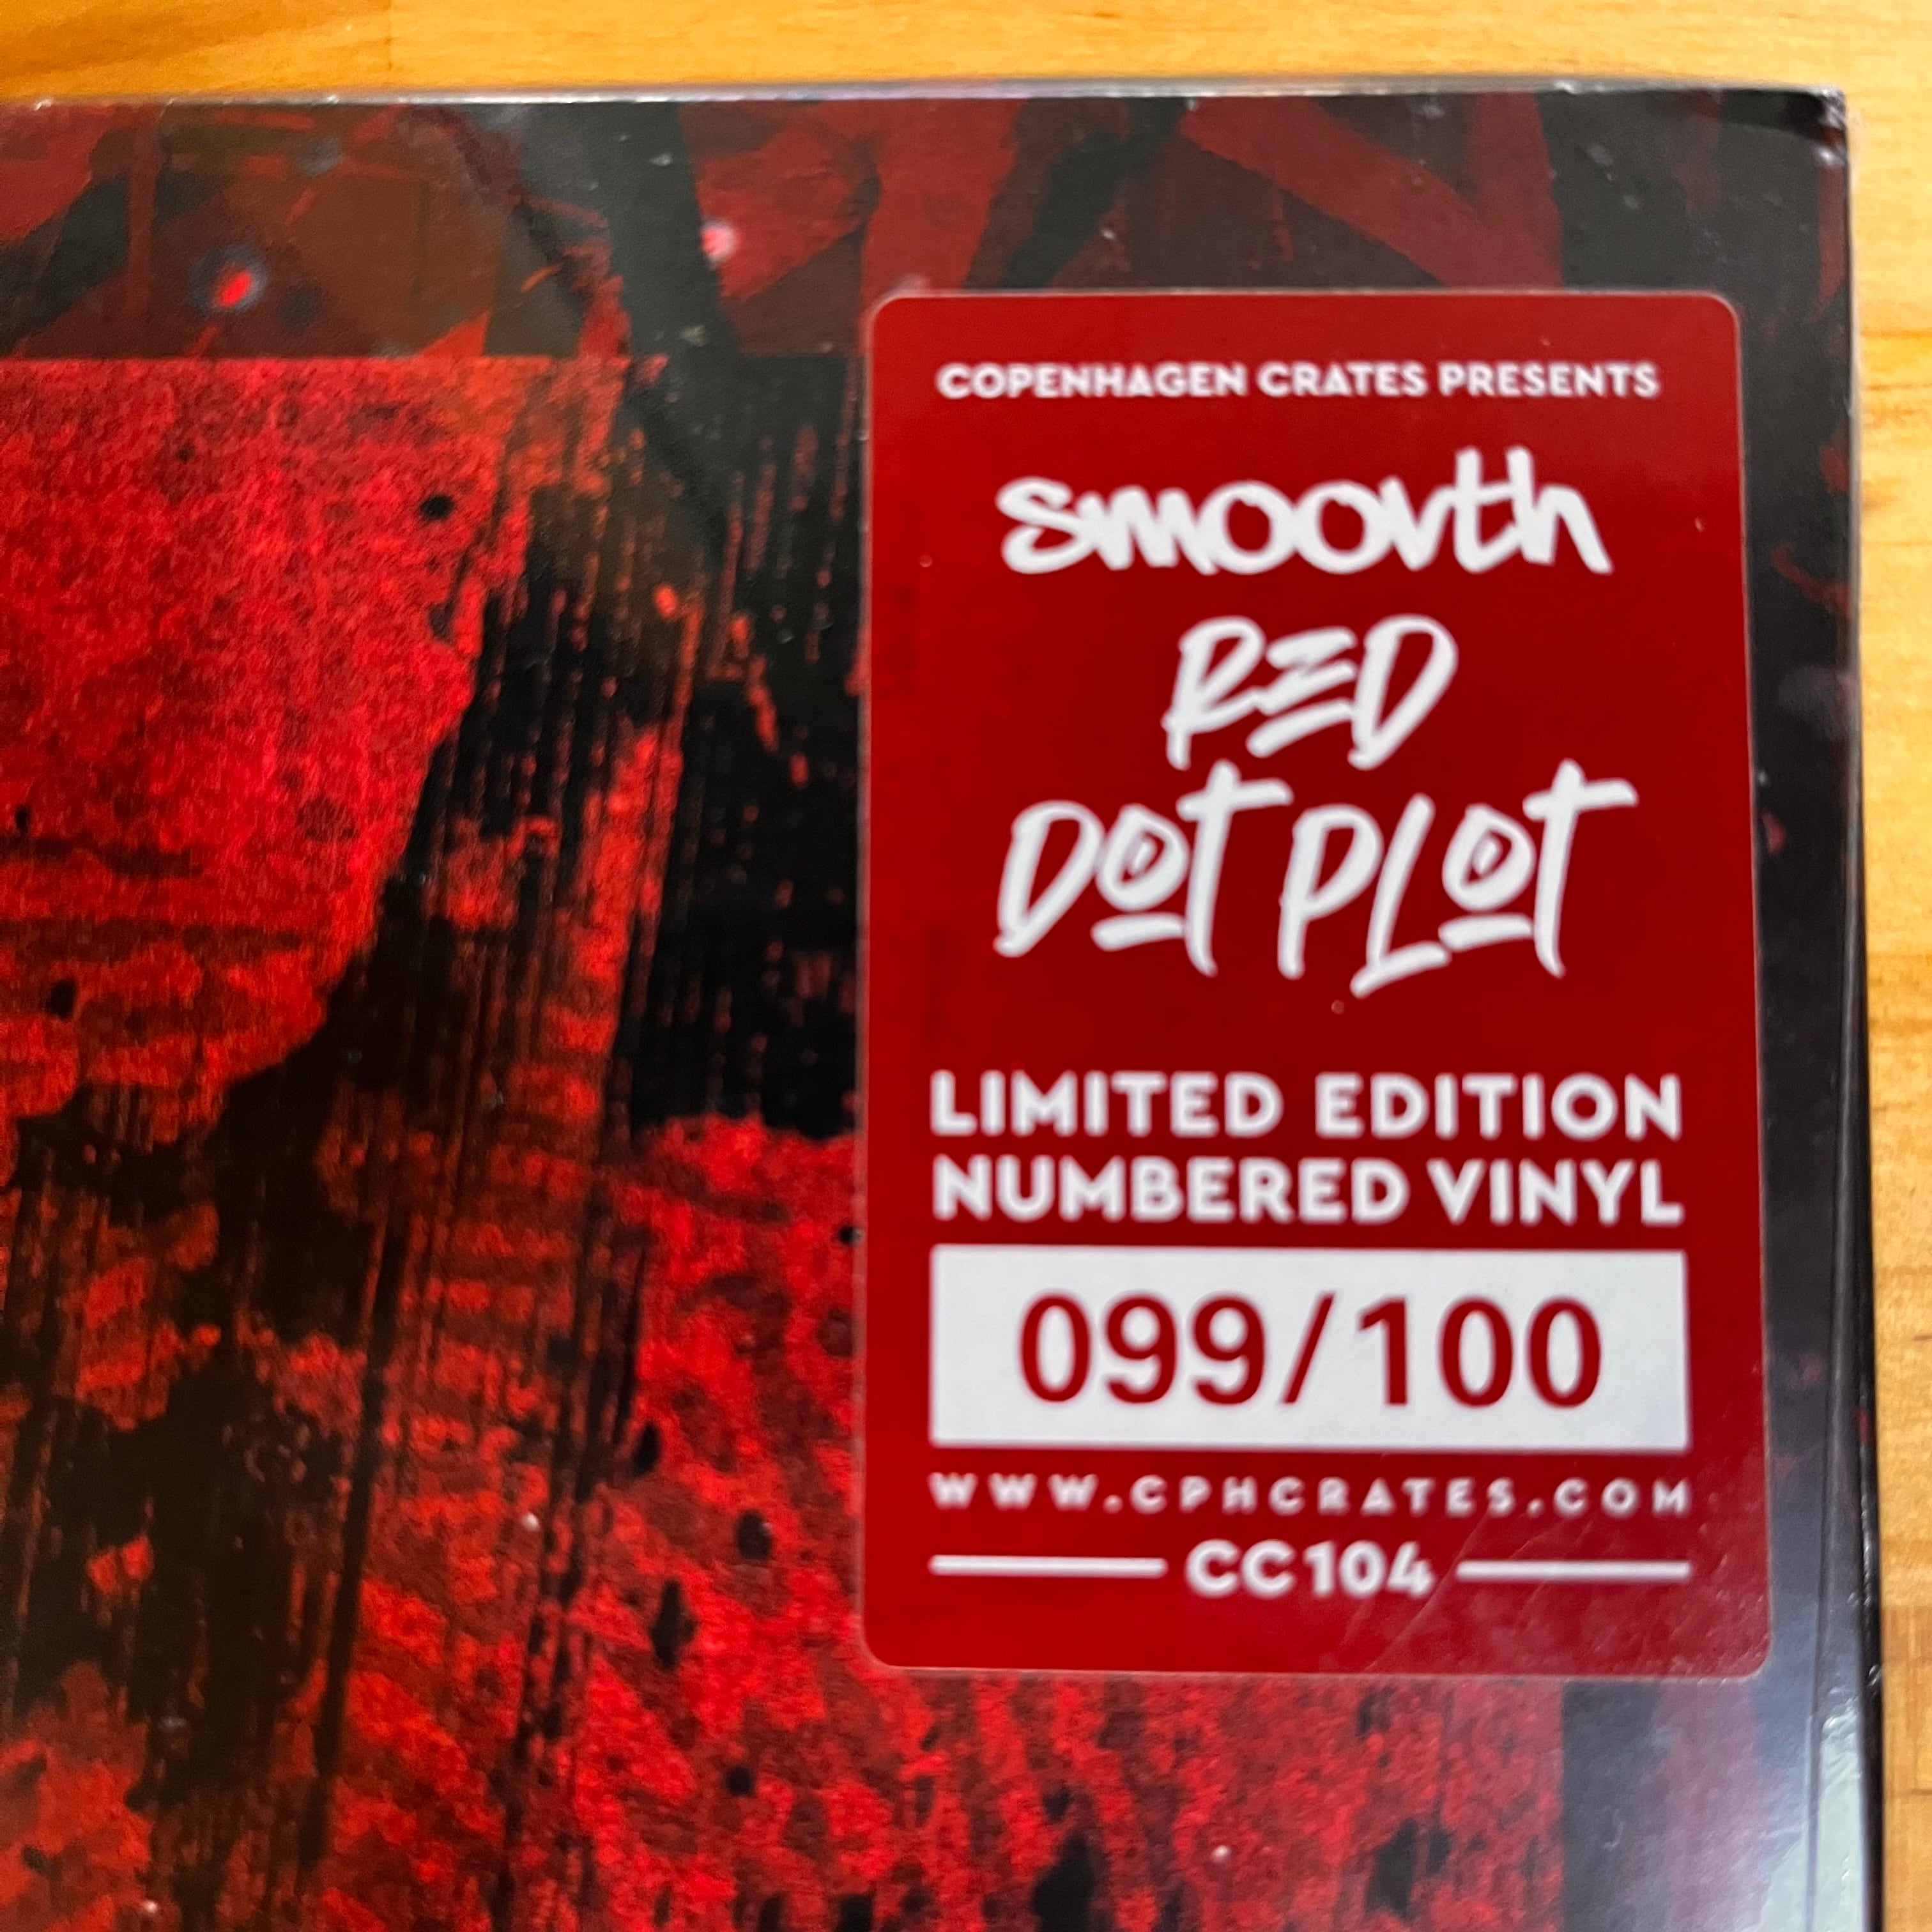 COPENHAGEN CRATES PRESENTS
smoovth
RED
DOT PLOT
LIMITED EDITION
NUMBERED VINYL
099/100
WWW.CPHCRATES.COM
CC104